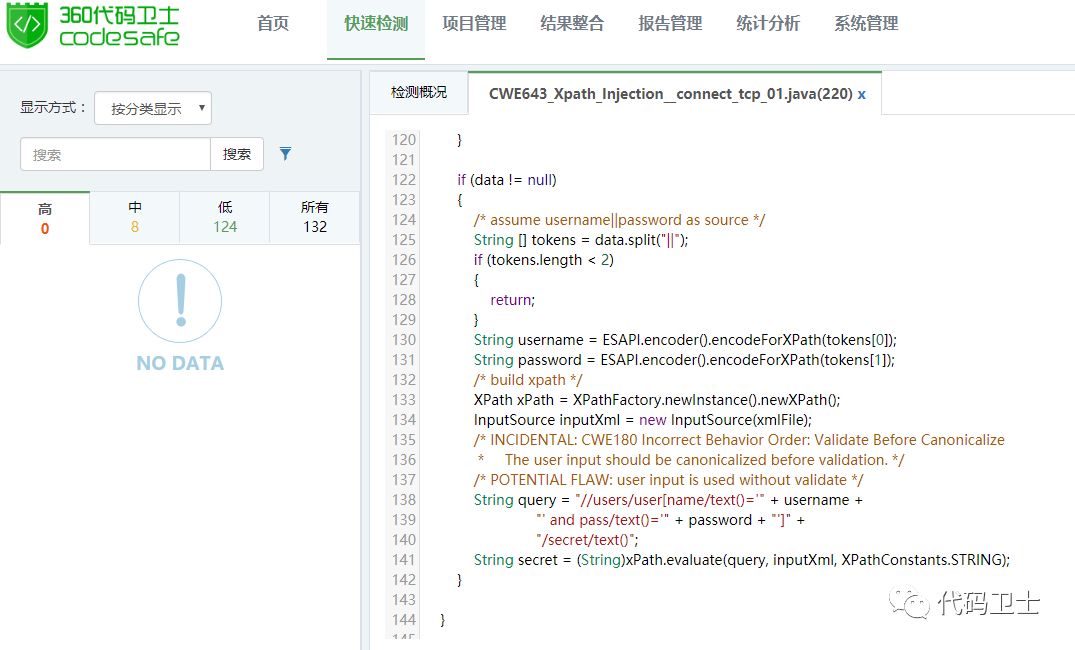 360代码卫士
codesafe
首页 快速检测 项目管理 结果整合 报告管理 统计分析 系统管理
显示方式： 按分类显示
搜索 搜索
高 中 低 所有
0 8 124 132
NO DATA
检测概况 CWE643_Xpath_Injection__connect_tcp_01.java(220) x
120 }
121
122 if (data != null)
123 {
124 /* assume username||password as source */
125 String [] tokens = data.split("||");
126 if (tokens.length < 2)
127 {
128 return;
129 }
130 String username = ESAPI.encoder().encodeForXPath(tokens[0]);
131 String password = ESAPI.encoder().encodeForXPath(tokens[1]);
132 /* build xpath */
133 XPath xPath = XPathFactory.newInstance().newXPath();
134 InputSource inputXml = new InputSource(xmlFile);
135 /* INCIDENTAL: CWE180 Incorrect Behavior Order: Validate Before Canonicalize
136 * The user input should be canonicalized before validation. */
137 /* POTENTIAL FLAW: user input is used without validate */
138 String query = "//users/user[name/text()='" + username +
139 "' and pass/text()='" + password + "']" +
140 "/secret/text()";
141 String secret = (String)xPath.evaluate(query, inputXml, XPathConstants.STRING);
142 }
143
144 }
代码卫士